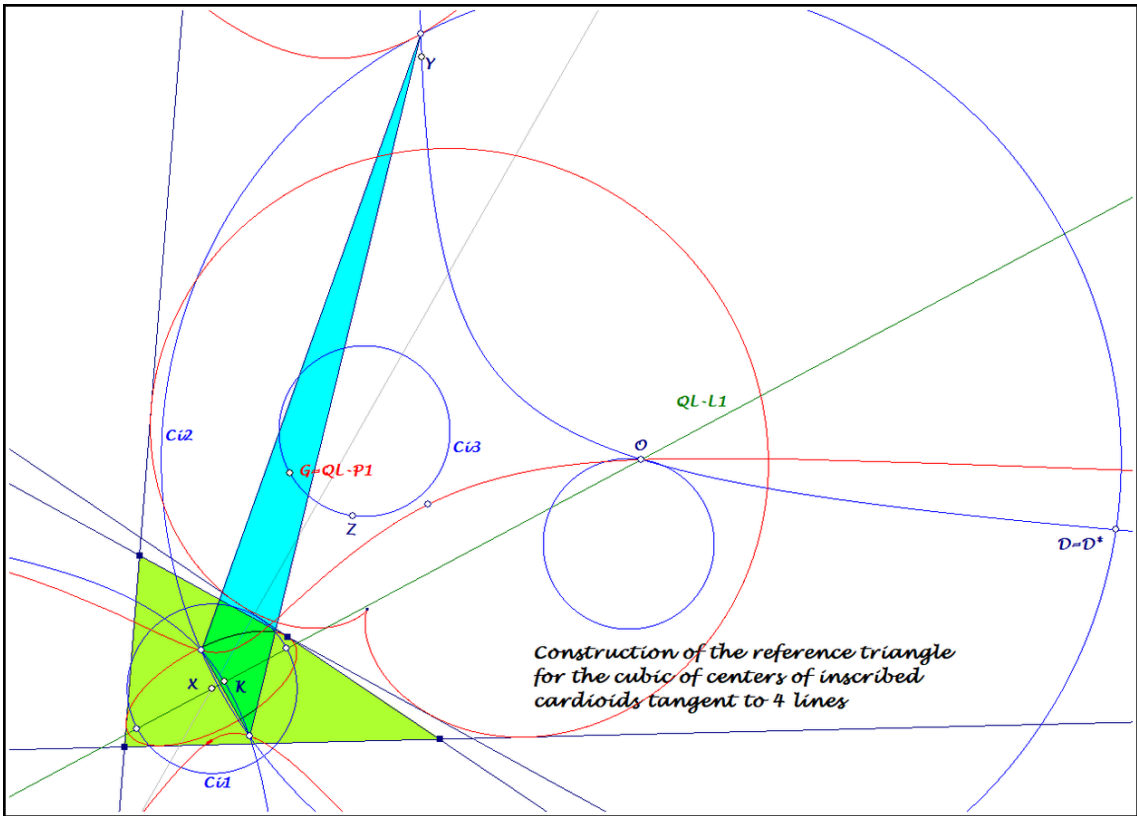 Y
QL-L1
Ci2
O
Ci3
G=QL-P1
Z
D=D*
Construction of the reference triangle
for the cubic of centers of inscribed
cardioids tangent to 4 lines
X
K
Ci1